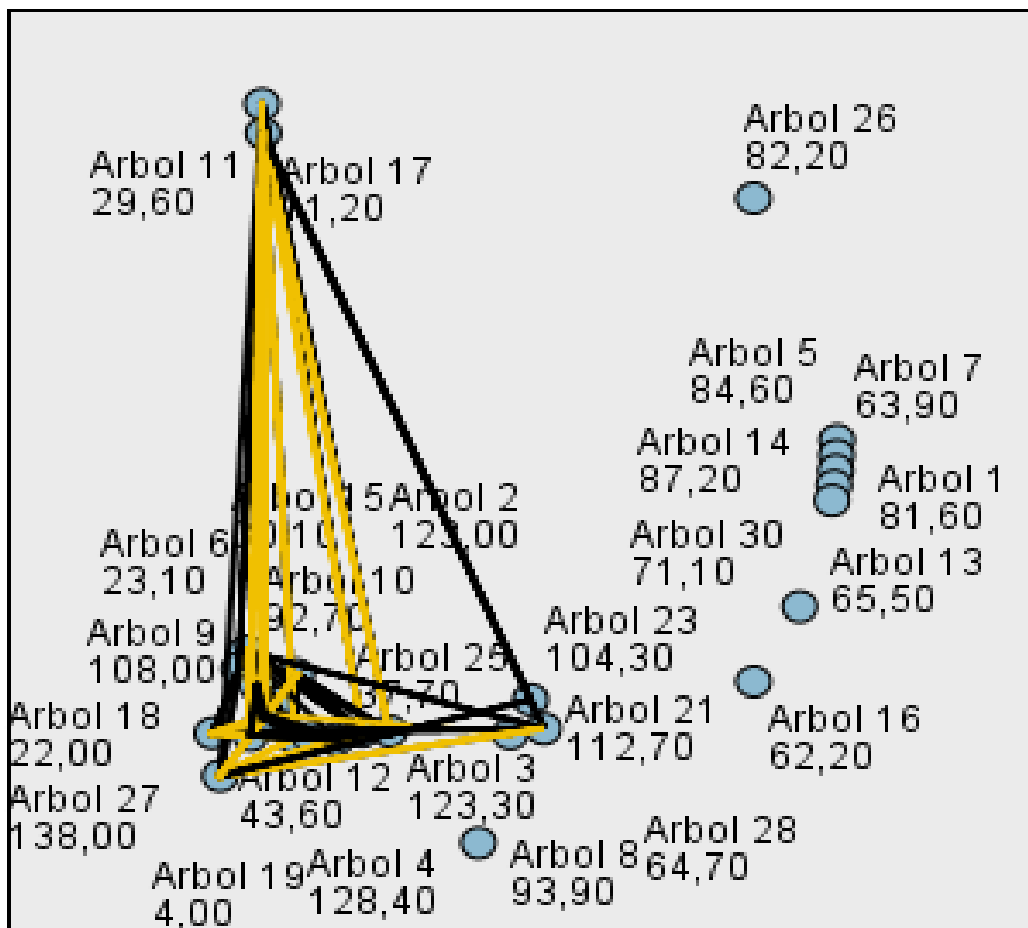 Arbol 26
82,20
Arbol 11
29,60
Arbol 17
Arbol 5
84,60
Arbol 7
63,90
Arbol 14
87,20
Arbol 1
81,60
Arbol 2
Arbol 6
23,10
Arbol 30
71,10
Arbol 13
65,50
92,70
Arbol 9
108,00
Arbol 23
104,30
Arbol 25
Arbol 18
22,00
Arbol 21
112,70
Arbol 16
62,20
Arbol 12
43,60
Arbol 3
123,30
Arbol 27
138,00
Arbol 28
64,70
Arbol 19
4,00
Arbol 4
128,40
Arbol 8
93,90